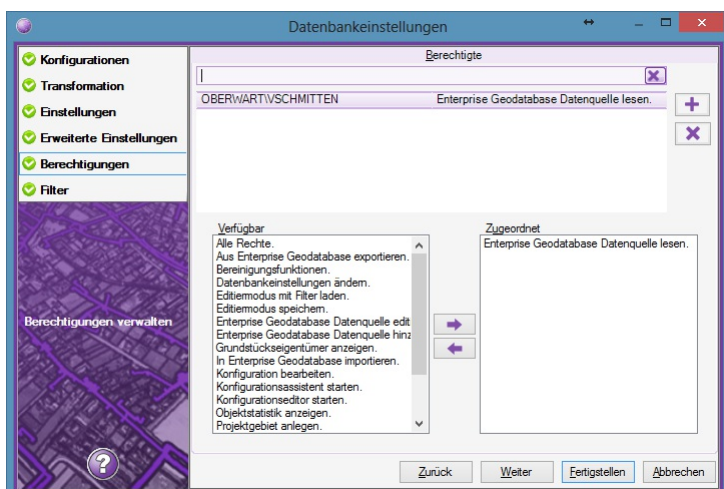 Datenbankeinstellungen
Konfigurationen
Transformation
Einstellungen
Erweiterte Einstellungen
Berechtigungen
Filter
Berechtigungen verwalten
Berechtigte
OBERWART\VSCHMITTEN Enterprise Geodatabase Datenquelle lesen.
Verfügbar
Alle Rechte.
Aus Enterprise Geodatabase exportieren.
Bereinigungsfunktionen.
Datenbankeinstellungen ändern.
Editiermodus mit Filter laden.
Editiermodus speichern.
Enterprise Geodatabase Datenquelle edit
Enterprise Geodatabase Datenquelle hinz
Grundstückseigentümer anzeigen.
In Enterprise Geodatabase importieren.
Konfiguration bearbeiten.
Konfigurationsassistent starten.
Konfigurationseditor starten.
Objektstatistik anzeigen.
Projektgebiet anlegen.
Zugeordnet
Enterprise Geodatabase Datenquelle lesen.
?
Zurück Weiter Fertigstellen Abbrechen